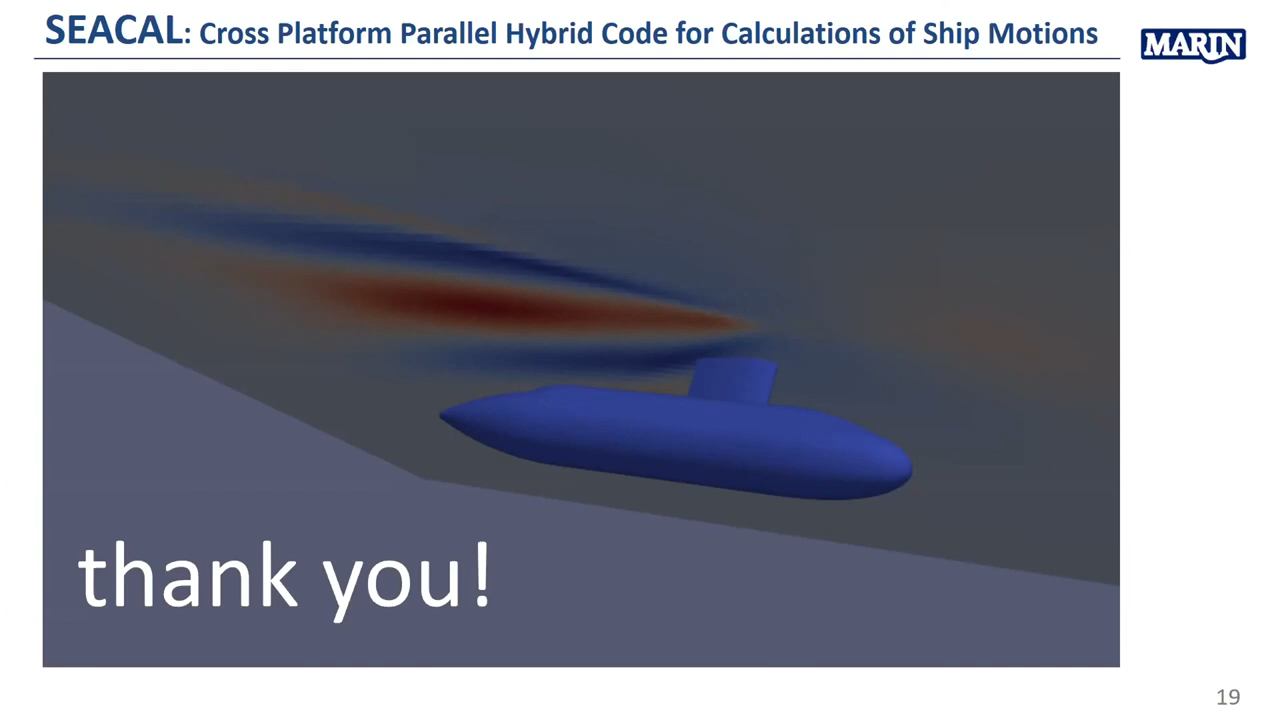 SEACAL: Cross Platform Parallel Hybrid Code for Calculations of Ship Motions
MARIN
thank you!
19